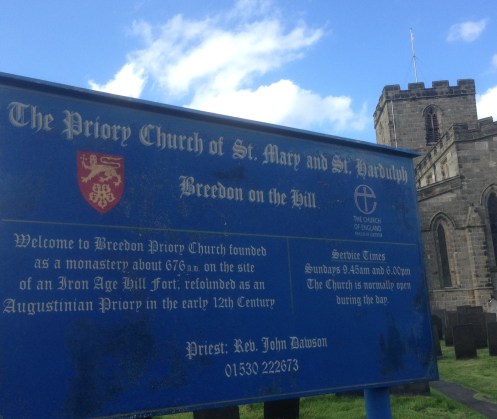 The Priory Church of St. Mary and St. Hardulph
Breedon on the Hill
THE CHURCH
OF ENGLAND
Welcome to Breedon Priory Church founded
as a monastery about 676 A.D. on the site
of an Iron Age Hill Fort; refounded as an
Augustinian Priory in the early 12th Century
Service Times
Sundays 9.45am and 6.00pm
The Church is normally open
during the day.
Priest: Rev. John Dawson
01530 222673